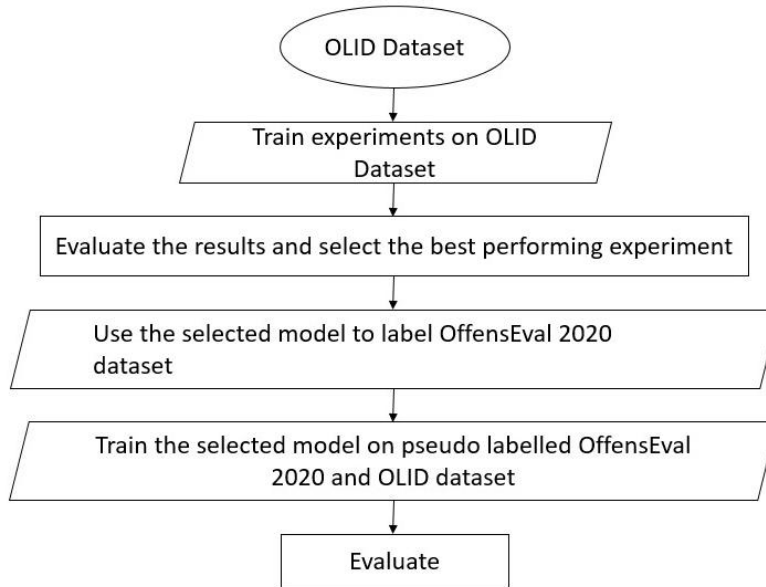 OLID Dataset
Train experiments on OLID
Dataset
Evaluate the results and select the best performing experiment
Use the selected model to label OffensEval 2020
dataset
Train the selected model on pseudo labelled OffensEval
2020 and OLID dataset
Evaluate